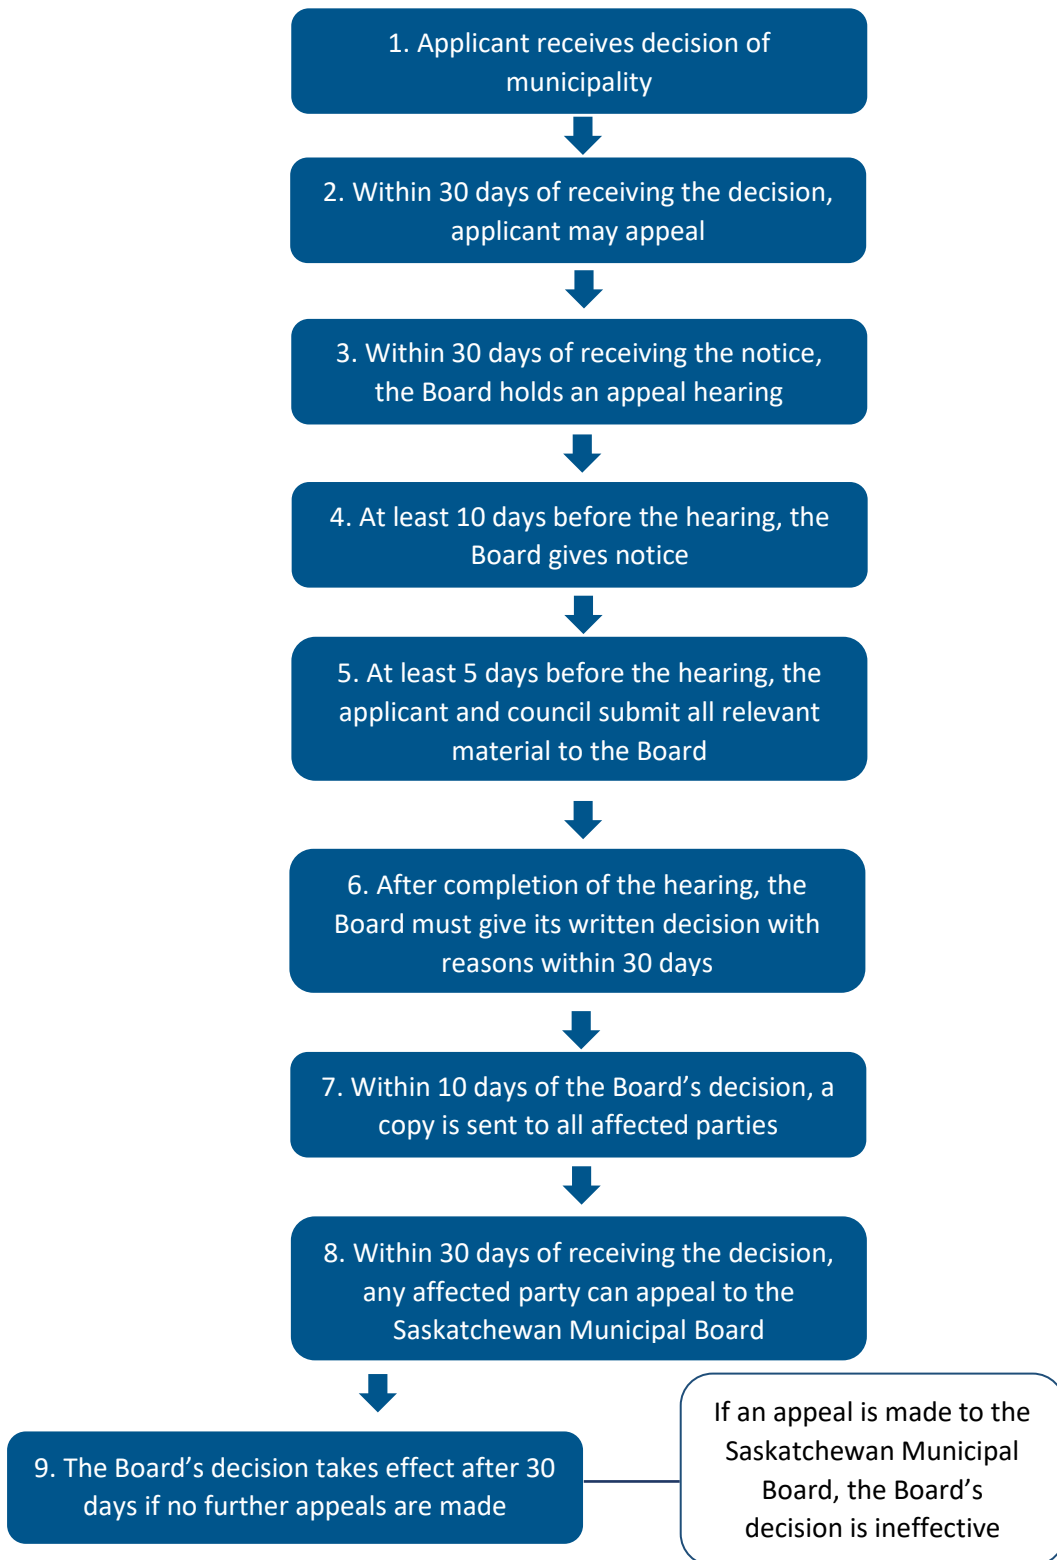 1. Applicant receives decision of
municipality
2. Within 30 days of receiving the decision,
applicant may appeal
3. Within 30 days of receiving the notice,
the Board holds an appeal hearing
4. At least 10 days before the hearing, the
Board gives notice
5. At least 5 days before the hearing, the
applicant and council submit all relevant
material to the Board
6. After completion of the hearing, the
Board must give its written decision with
reasons within 30 days
7. Within 10 days of the Board’s decision, a
copy is sent to all affected parties
8. Within 30 days of receiving the decision,
any affected party can appeal to the
Saskatchewan Municipal Board
9. The Board’s decision takes effect after 30
days if no further appeals are made
If an appeal is made to the
Saskatchewan Municipal
Board, the Board’s
decision is ineffective